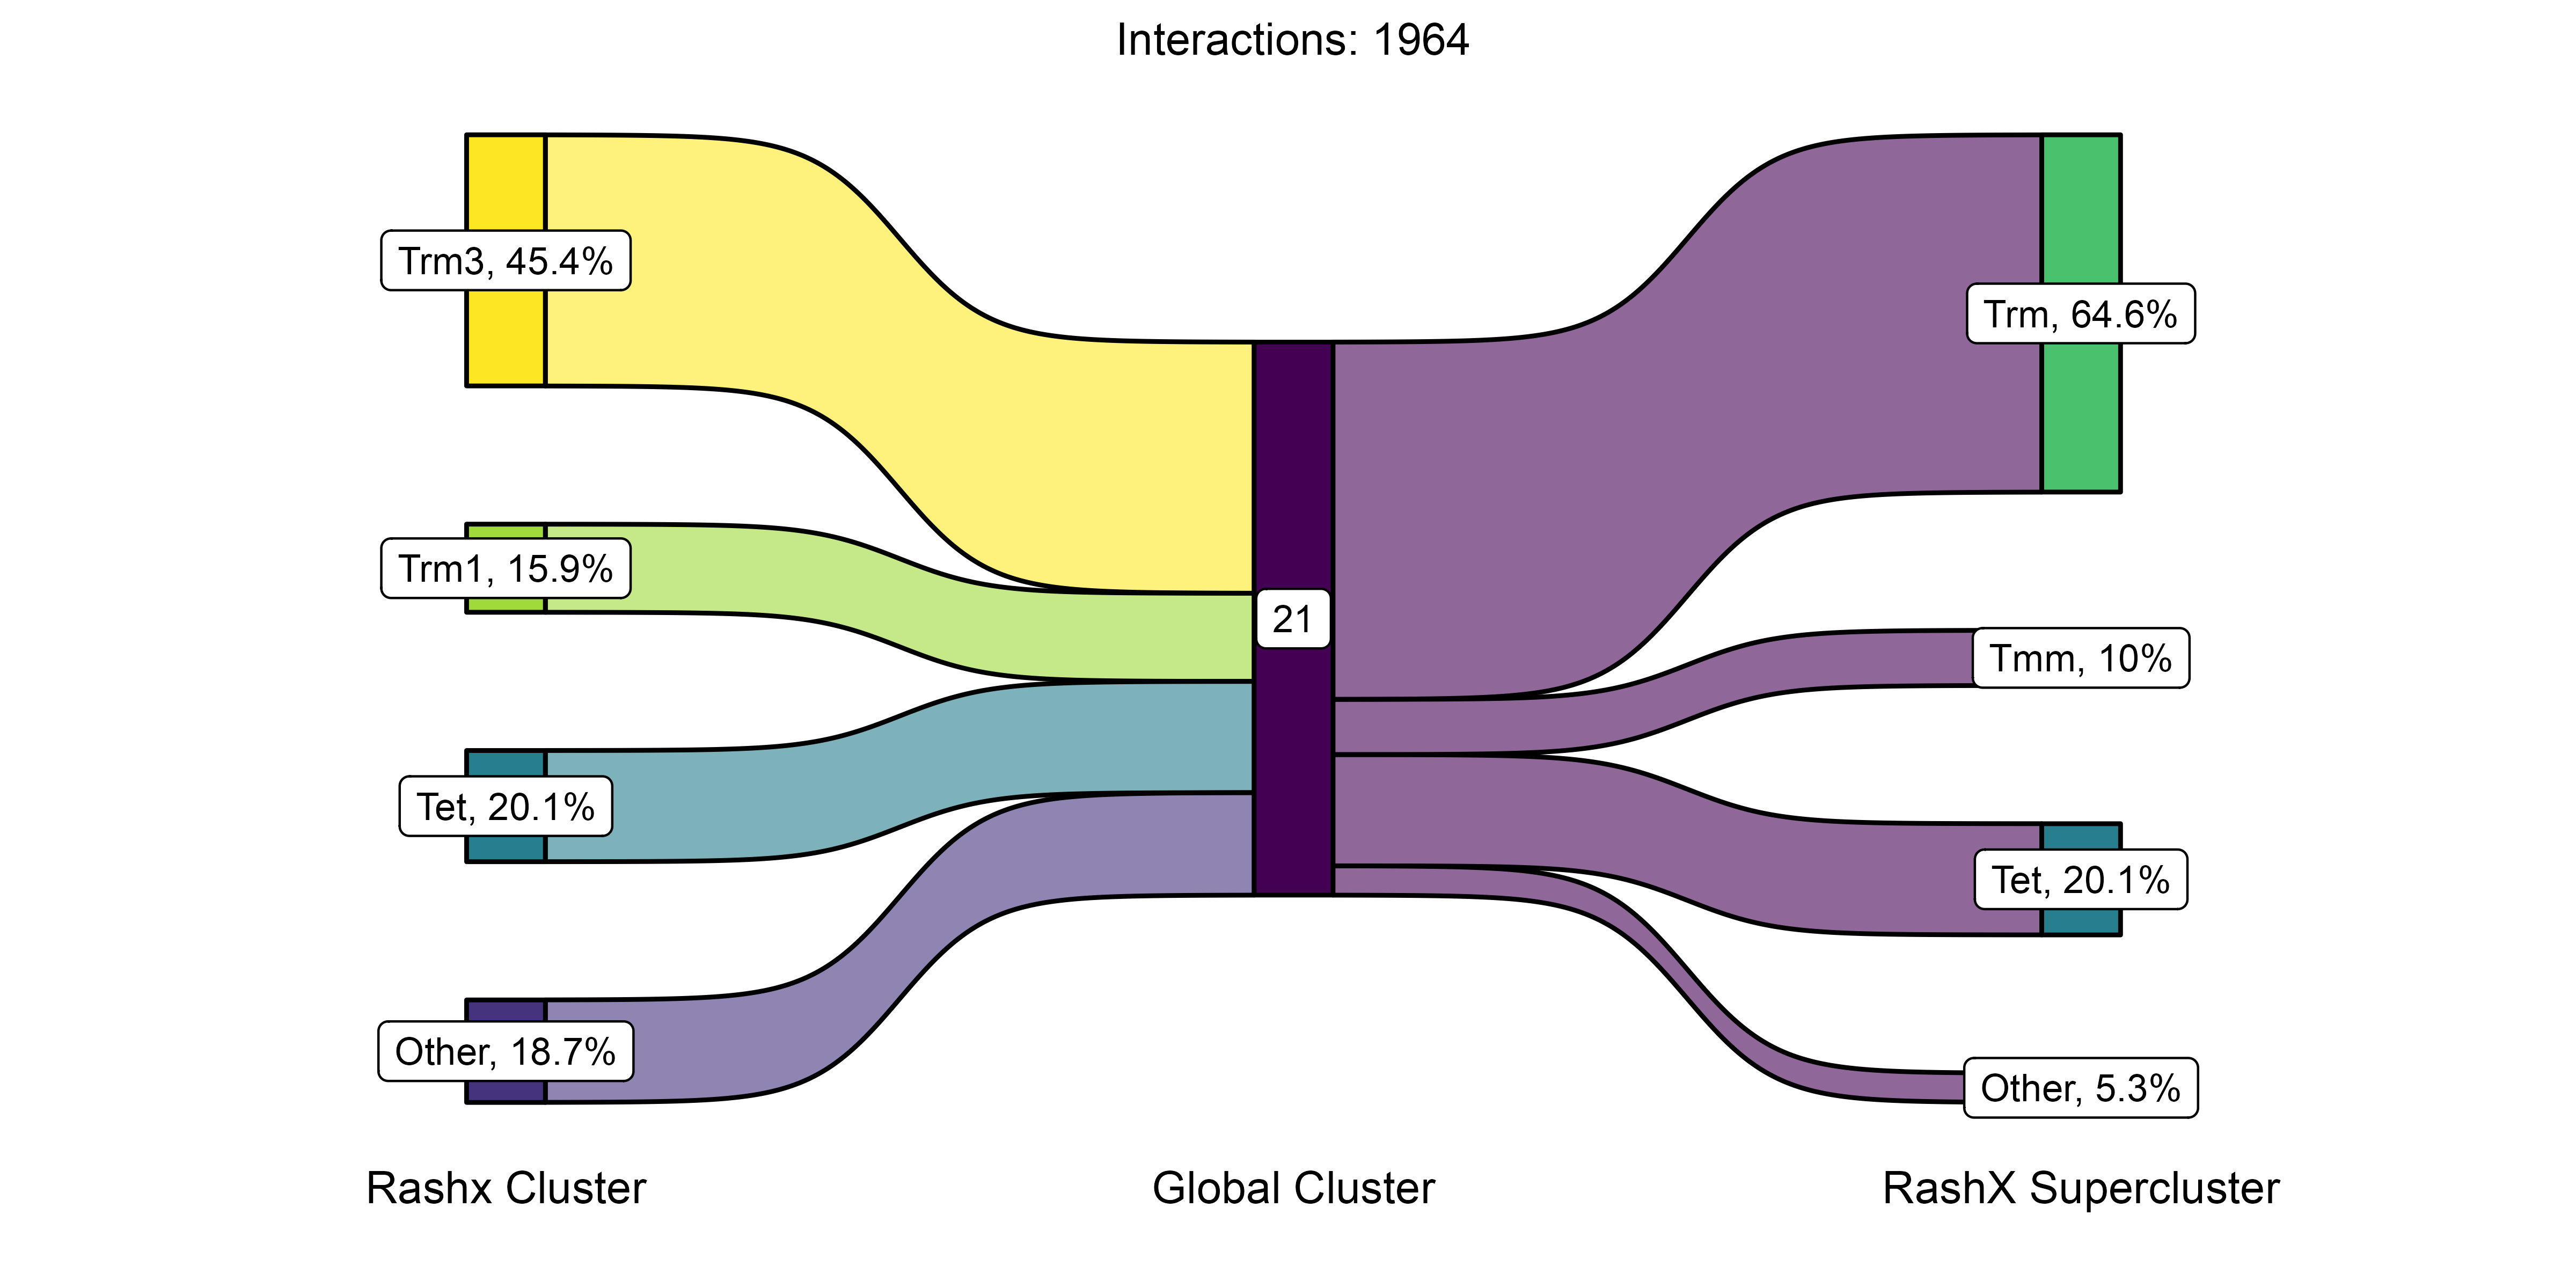 Interactions: 1964
Trm3, 45.4%
Trm1, 15.9%
Tet, 20.1%
Other, 18.7%
21
Trm, 64.6%
Tmm, 10%
Tet, 20.1%
Other, 5.3%
Rashx Cluster
Global Cluster
RashX Supercluster